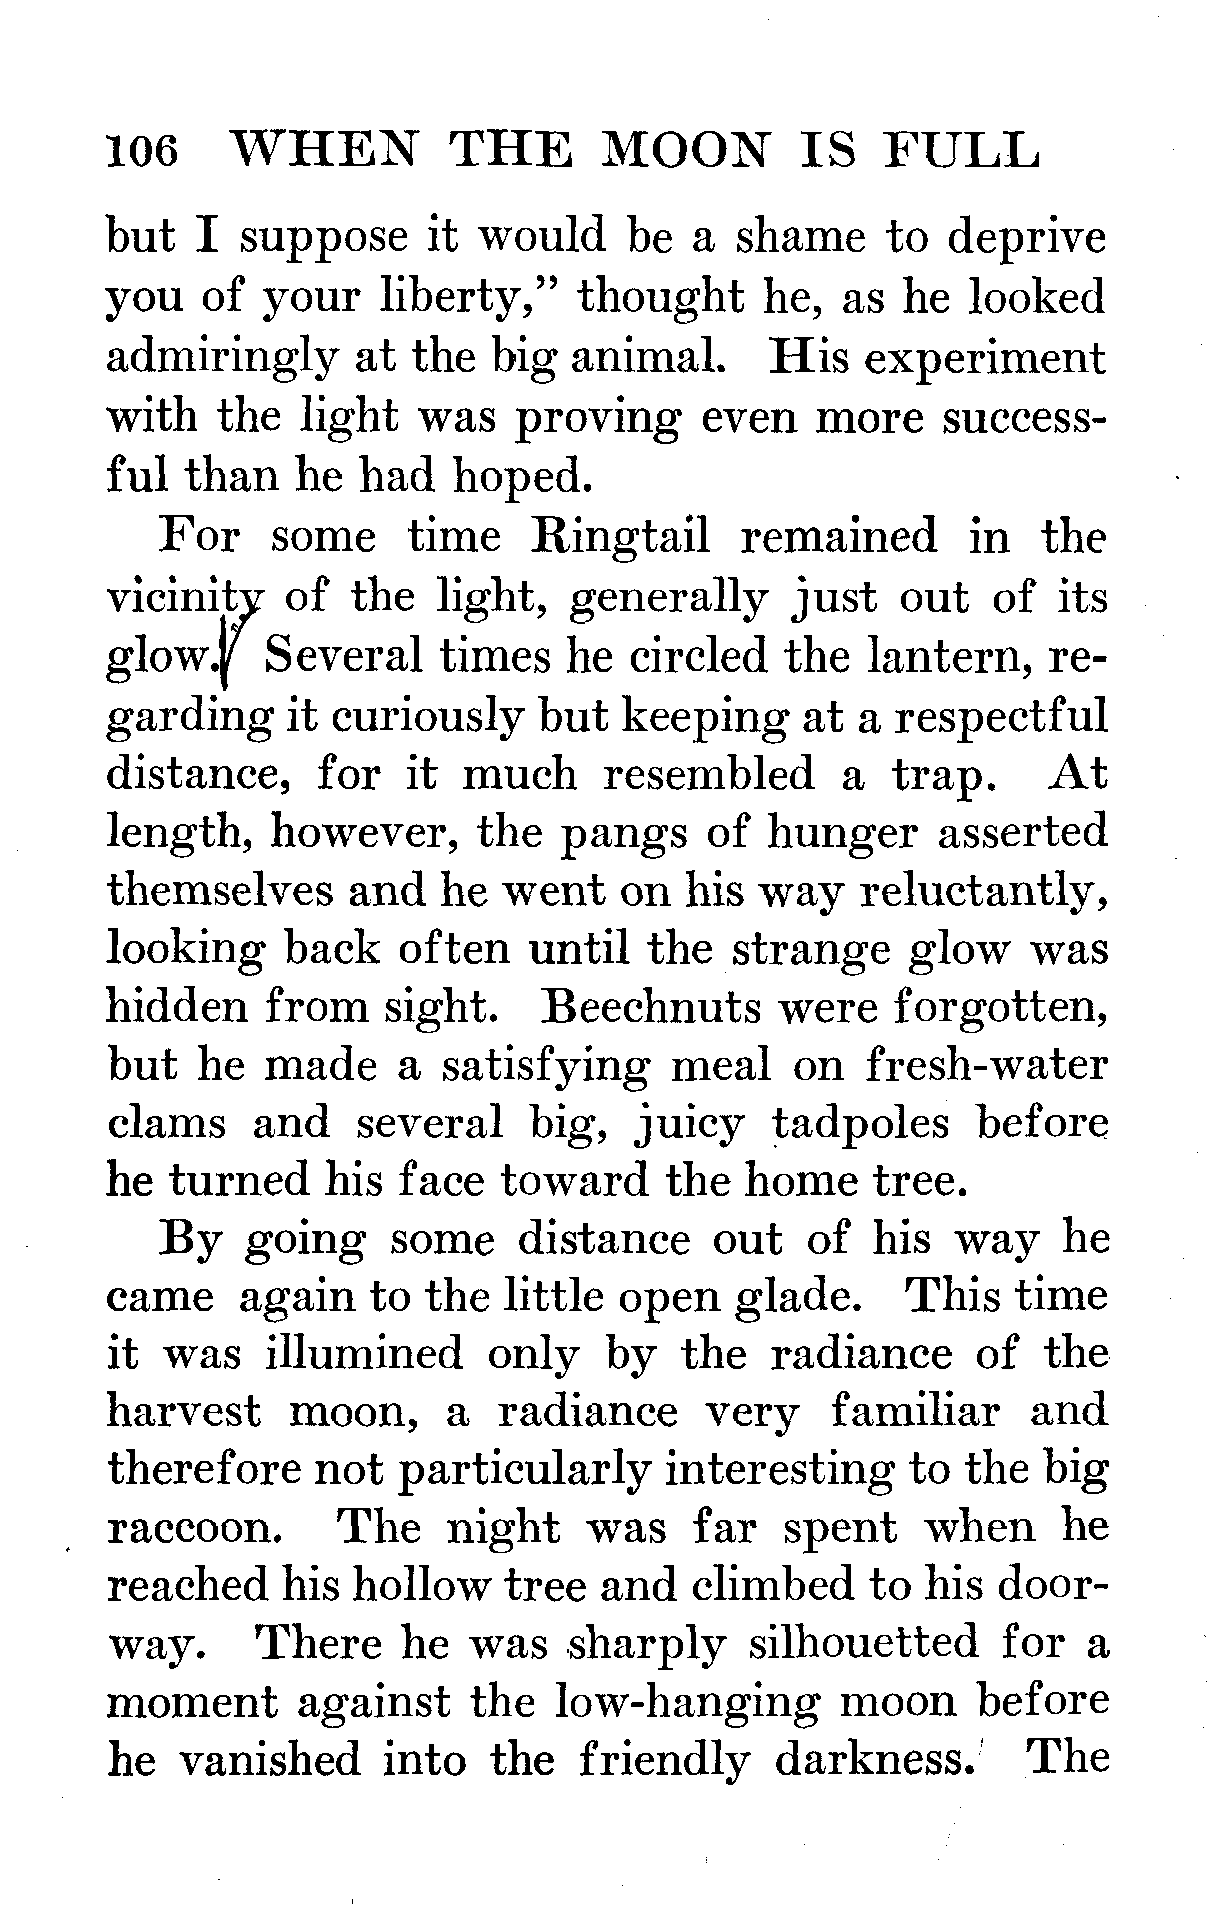 106 WHEN THE MOON IS FULL
but I suppose it would be a shame to deprive
you of your liberty,” thought he, as he looked
admiringly at the big animal. His experiment
with the light was proving even more success-
ful than he had hoped.
For some time Ringtail remained in the
vicinity of the light, generally just out of its
glow. Several times he circled the lantern, re-
garding it curiously but keeping at a respectful
distance, for it much resembled a trap. At
length, however, the pangs of hunger asserted
themselves and he went on his way reluctantly,
looking back often until the strange glow was
hidden from sight. Beechnuts were forgotten,
but he made a satisfying meal on fresh-water
clams and several big, juicy tadpoles before
he turned his face toward the home tree.
By going some distance out of his way he
came again to the little open glade. This time
it was illumined only by the radiance of the
harvest moon, a radiance very familiar and
therefore not particularly interesting to the big
raccoon. The night was far spent when he
reached his hollow tree and climbed to his door-
way. There he was sharply silhouetted for a
moment against the low-hanging moon before
he vanished into the friendly darkness. The